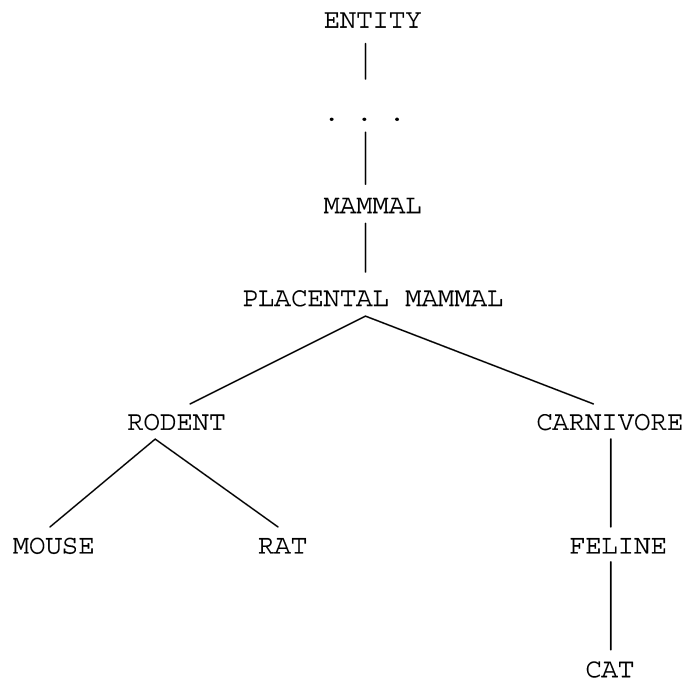 ENTITY
. . .
MAMMAL
PLACENTAL MAMMAL
RODENT CARNIVORE
MOUSE RAT FELINE
CAT